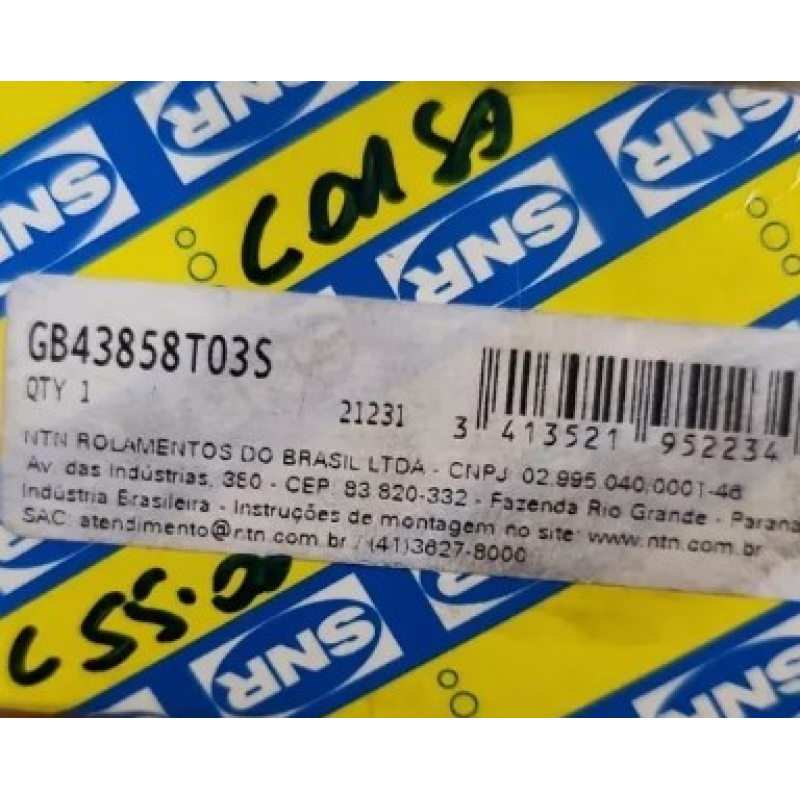 SNR
SNR
SNR
SNR
CORSA
GB43858T03S
QTY 1
21231
3 413521 952234
NTN ROLAMENTOS DO BRASIL LTDA - CNPJ 02.995.040.0001-46
Av. das Indústrias, 380 - CEP 83 820-332 - Fazenda Rio Grande - Paraná
Indústria Brasileira - Instruções de montagem no site: www.ntn.com.br
SAC: atendimento@ntn.com.br / (41)3627-8000
SNR
SNR